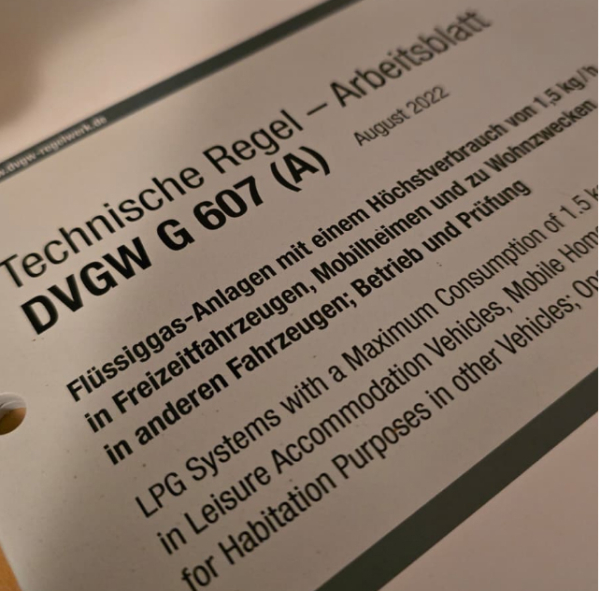 www.dvgw-regelwerk.de
Technische Regel – Arbeitsblatt
DVGW G 607 (A)
August 2022
Flüssiggas-Anlagen mit einem Höchstverbrauch von 1,5 kg/h
in Freizeitfahrzeugen, Mobilheimen und zu Wohnzwecken
in anderen Fahrzeugen; Betrieb und Prüfung
LPG Systems with a Maximum Consumption of 1.5
in Leisure Accommodation Vehicles, Mobile
for Habitation Purposes in other Vehicles;